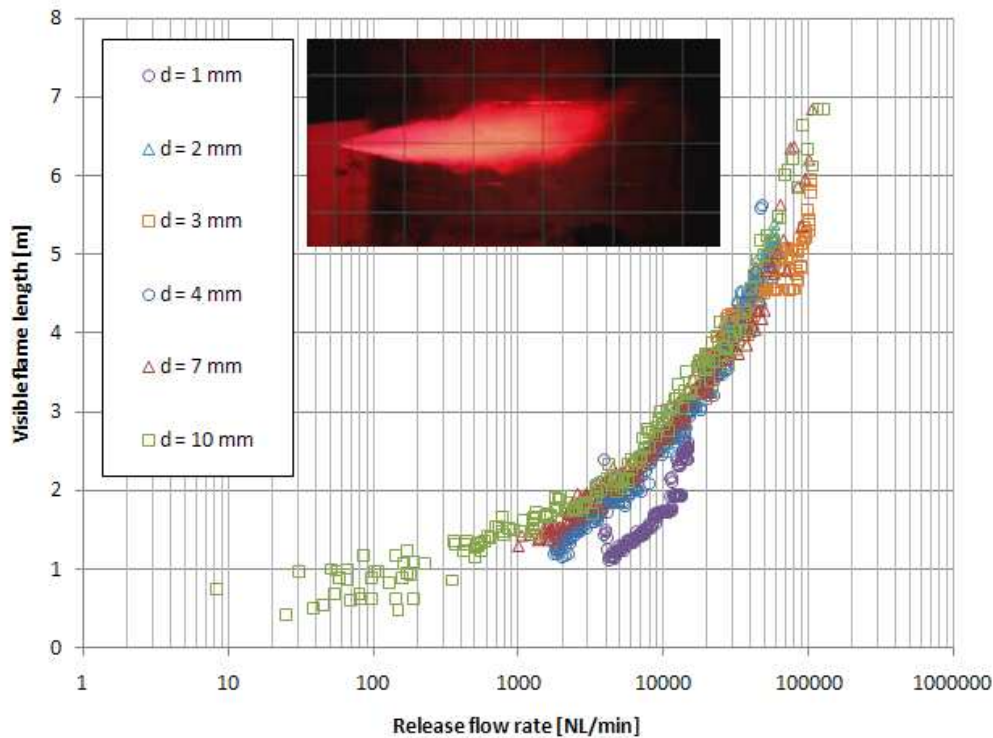 8
7
6
5
4
3
2
1
0
Visible flame length [m]
d = 1 mm
d = 2 mm
d = 3 mm
d = 4 mm
d = 7 mm
d = 10 mm
1 10 100 1000 10000 100000 1000000
Release flow rate [NL/min]